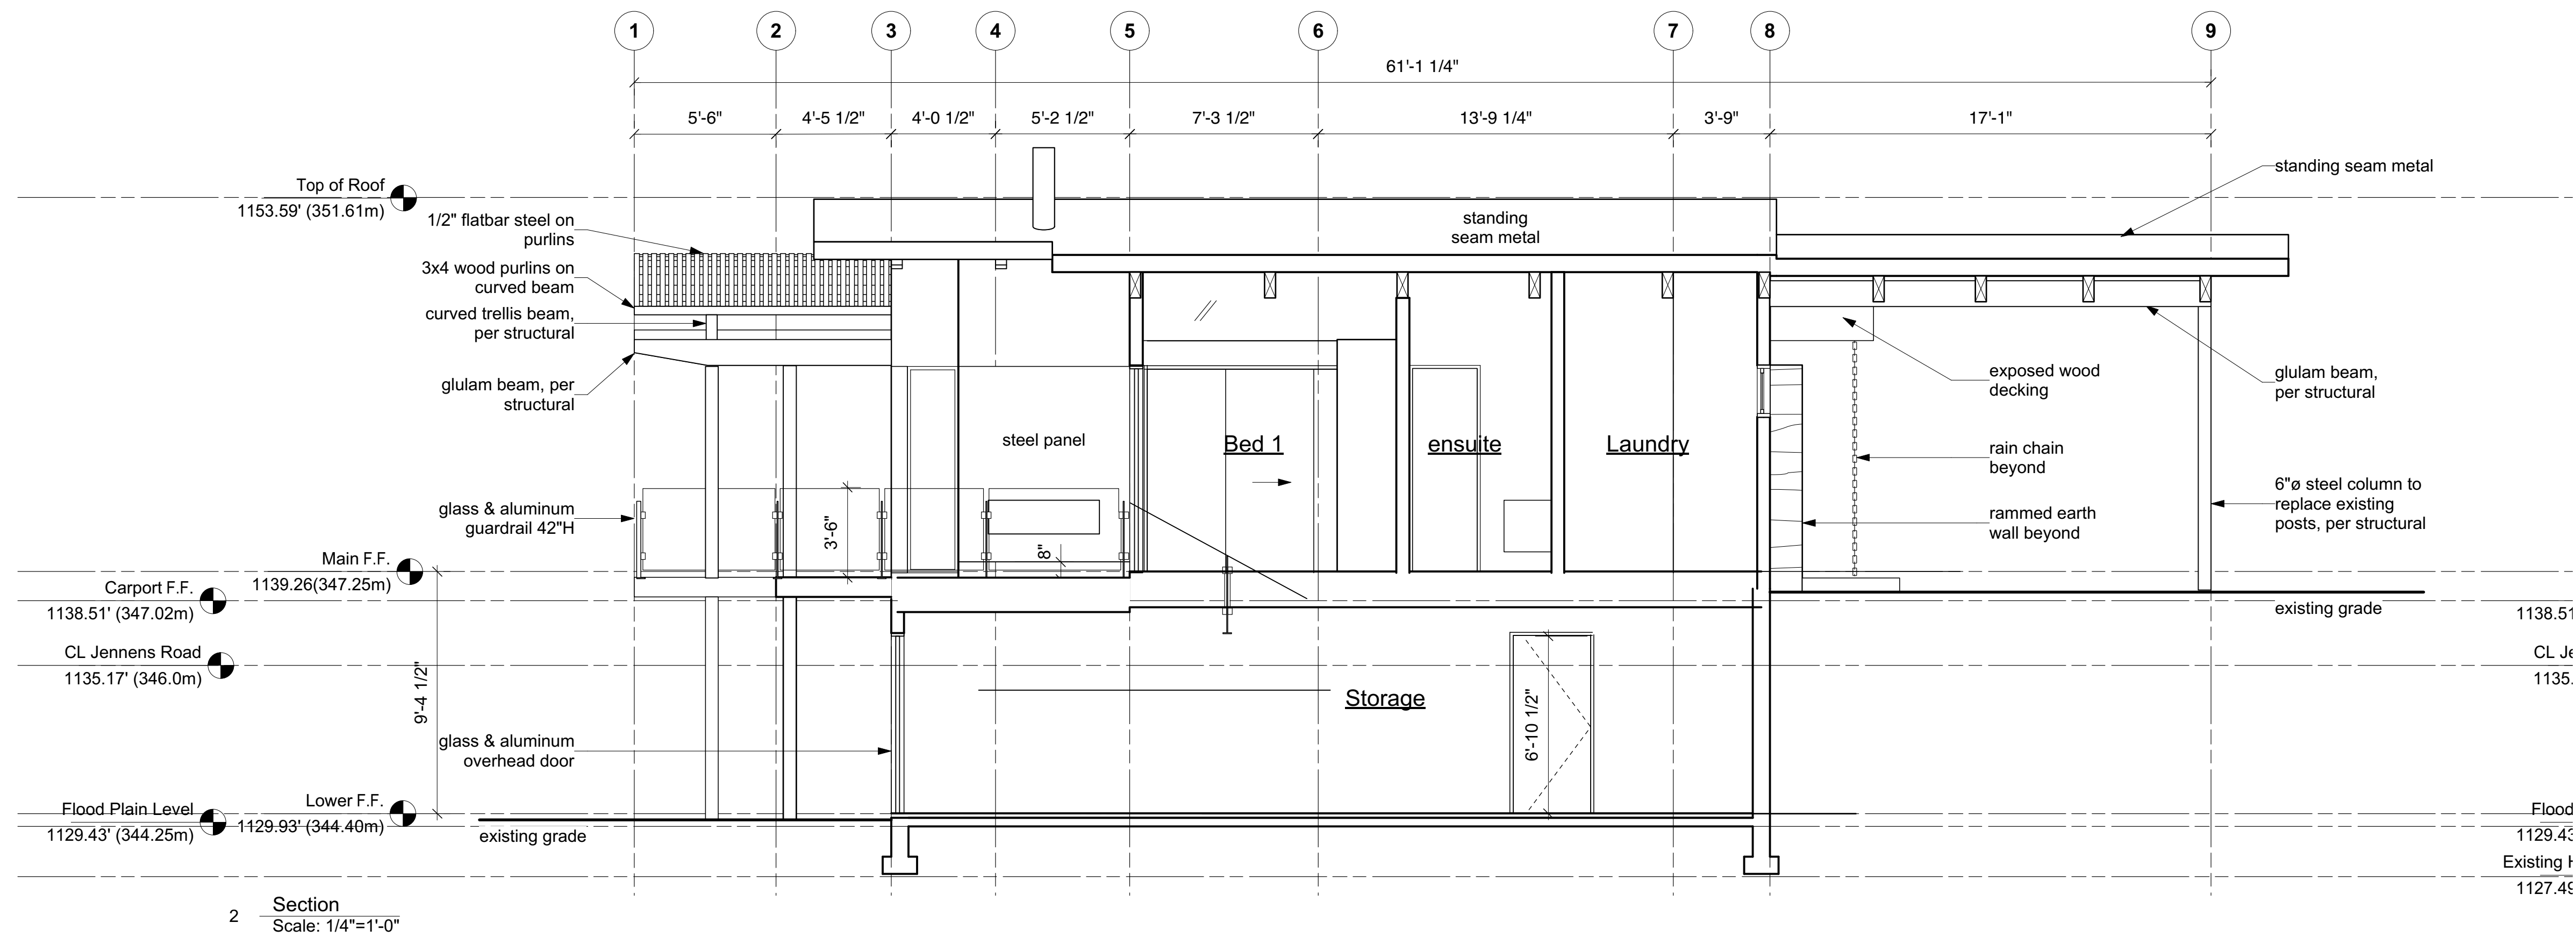 1 2 3 4 5 6 7 8 9
61'-1 1/4"
5'-6" 4'-5 1/2" 4'-0 1/2" 5'-2 1/2" 7'-3 1/2" 13'-9 1/4" 3'-9" 17'-1"
Top of Roof
1153.59' (351.61m)
1/2" flatbar steel on
purlins
3x4 wood purlins on
curved beam
curved trellis beam,
per structural
glulam beam, per
structural
glass & aluminum
guardrail 42"H
Main F.F.
1139.26(347.25m)
Carport F.F.
1138.51' (347.02m)
CL Jennens Road
1135.17' (346.0m)
9'-4 1/2"
glass & aluminum
overhead door
Lower F.F.
1129.93' (344.40m)
Flood Plain Level
1129.43' (344.25m)
existing grade
standing
seam metal
steel panel
3'-6"
8"
Bed 1
ensuite
Laundry
Storage
6'-10 1/2"
standing seam metal
exposed wood
decking
glulam beam,
per structural
rain chain
beyond
rammed earth
wall beyond
6"ø steel column to
replace existing
posts, per structural
existing grade
1138.51
CL Je
1135.
Flood
1129.43
Existing H
1127.49
2
Section
Scale: 1/4"=1'-0"